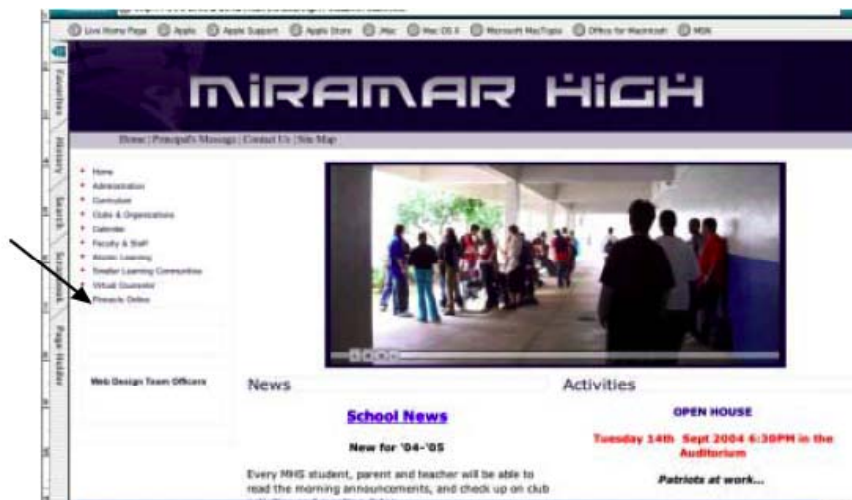 Live Home Page Apple Apple Support Apple Store .Mac Mac OS X Microsoft MacTopia Office for Macintosh MSN
Favorites
History
Search
Scrapbook
Page Holder
MIRAMAR HIGH
Home | Principal's Message | Contact Us | Site Map
Home
Administration
Curriculum
Clubs & Organizations
Calendar
Faculty & Staff
Atomic Learning
Smaller Learning Communities
Virtual Counselor
Pinnacle Online
Web Design Team Officers
News
School News
New for '04-'05
Every MHS student, parent and teacher will be able to
read the morning announcements, and check up on club
Activities
OPEN HOUSE
Tuesday 14th Sept 2004 6:30PM in the
Auditorium
Patriots at work...